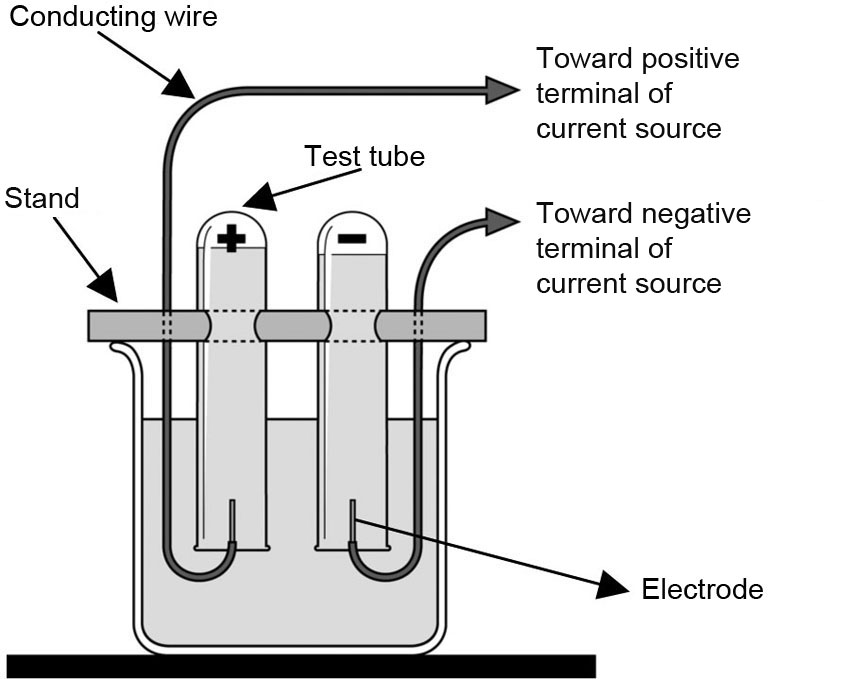 Conducting wire
Toward positive
terminal of
current source
Test tube
Stand
Toward negative
terminal of
current source
+
−
Electrode